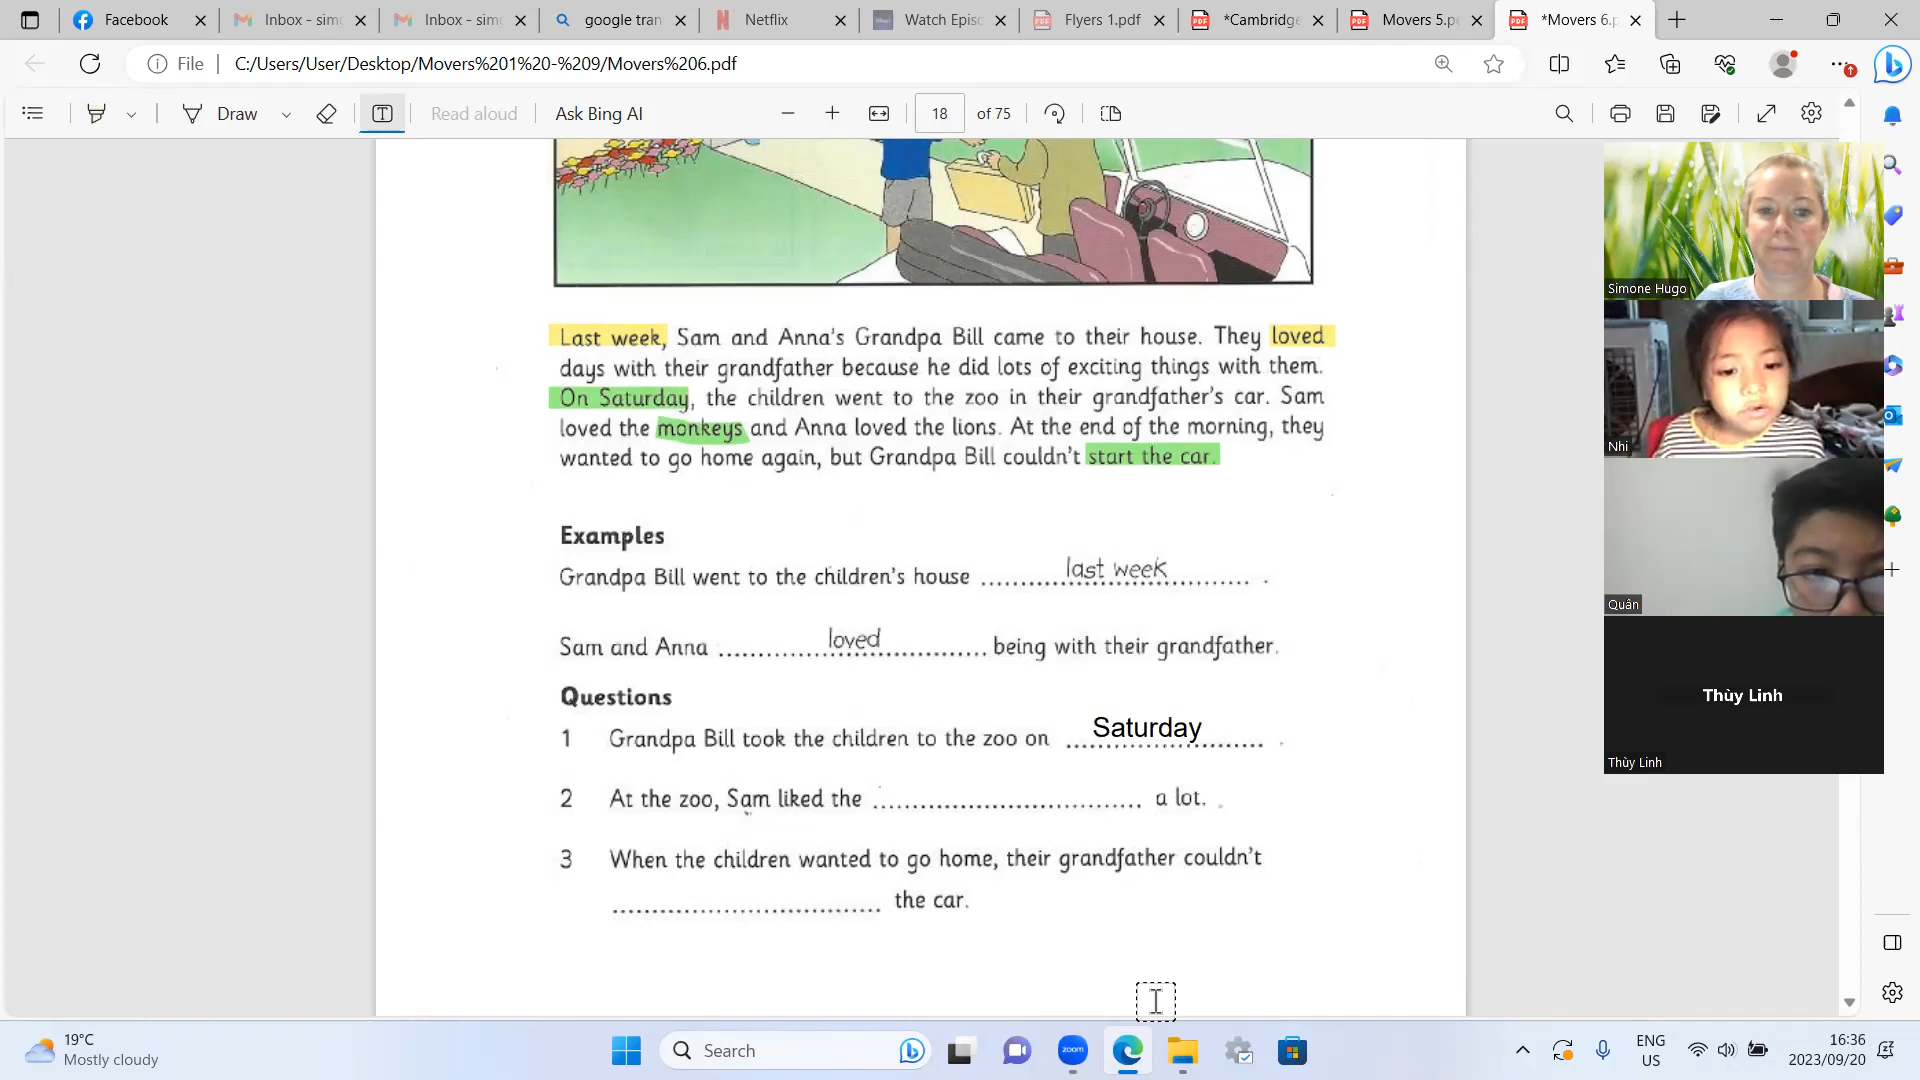 Facebook
Inbox - sim
Inbox - sim
google tran
Netflix
Watch Epis
Flyers 1.pdf
*Cambridge
Movers 5.p
*Movers 6.p
File
C:/Users/User/Desktop/Movers%201%20-%209/Movers%206.pdf
Draw
Read aloud
Ask Bing AI
18 of 75
Last week, Sam and Anna's Grandpa Bill came to their house. They loved
days with their grandfather because he did lots of exciting things with them.
On Saturday, the children went to the zoo in their grandfather's car. Sam
loved the monkeys and Anna loved the lions. At the end of the morning, they
wanted to go home again, but Grandpa Bill couldn't start the car.
Examples
Grandpa Bill went to the children's house last week .
Sam and Anna loved being with their grandfather.
Questions
1 Grandpa Bill took the children to the zoo on Saturday .
2 At the zoo, Sam liked the ........................................ a lot.
3 When the children wanted to go home, their grandfather couldn't
........................................ the car.
Simone Hugo
Nhi
Quân
Thùy Linh
Thùy Linh
19°C
Mostly cloudy
Search
zoom
ENG
US
16:36
2023/09/20